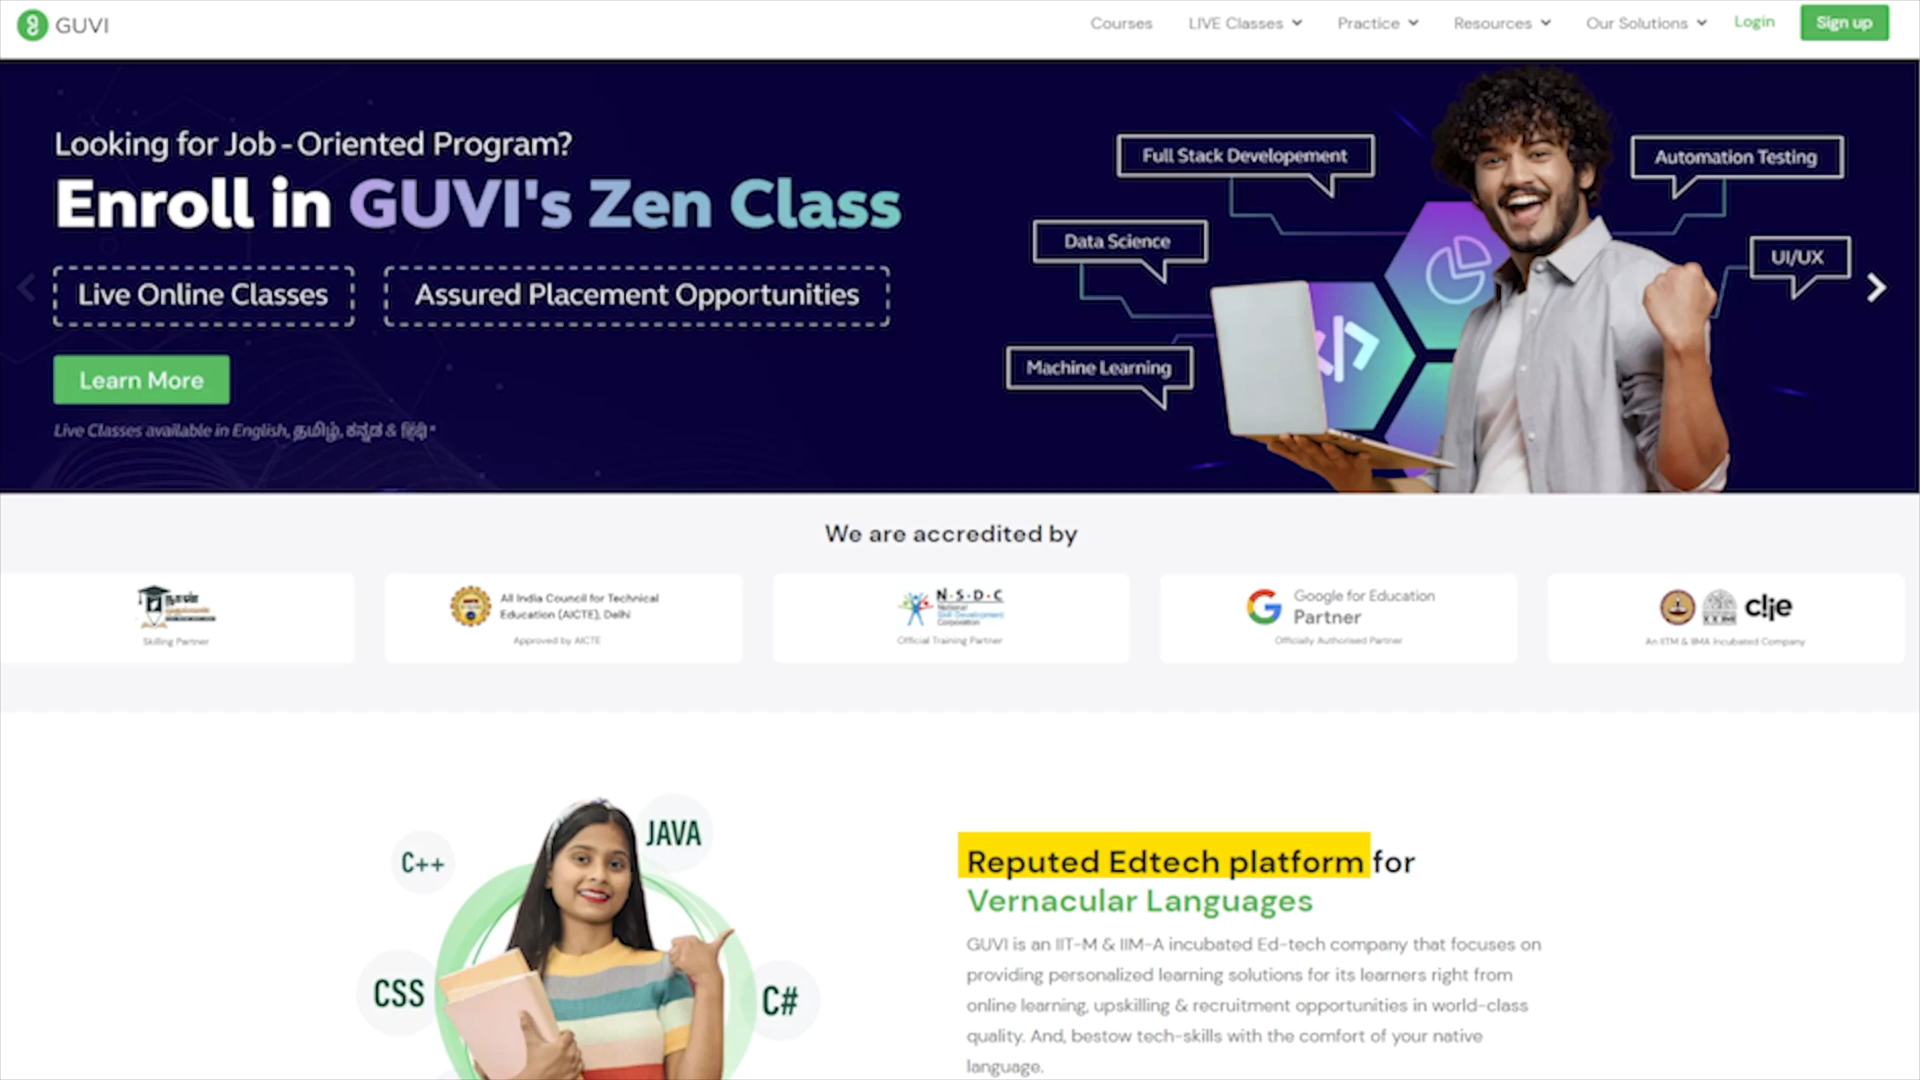 GUVI
Courses
LIVE Classes
Practice
Resources
Our Solutions
Login
Sign up
Looking for Job - Oriented Program?
Enroll in GUVI's Zen Class
Live Online Classes
Assured Placement Opportunities
Learn More
Live Classes available in English, தமிழ், ಕನ್ನಡ & हिंदी*
Full Stack Developement
Automation Testing
Data Science
UI/UX
Machine Learning
We are accredited by
நான்
Skilling Partner
All India Council for Technical
Education (AICTE), Delhi
Approved by AICTE
N·S·D·C
National
Skill Development
Corporation
Official Training Partner
Google for Education
Partner
Officially Authorised Partner
An IITM & IIMA Incubated Company
JAVA
C++
CSS
C#
Reputed Edtech platform for
Vernacular Languages
GUVI is an IIT-M & IIM-A incubated Ed-tech company that focuses on
providing personalized learning solutions for its learners right from
online learning, upskilling & recruitment opportunities in world-class
quality. And, bestow tech-skills with the comfort of your native
language.